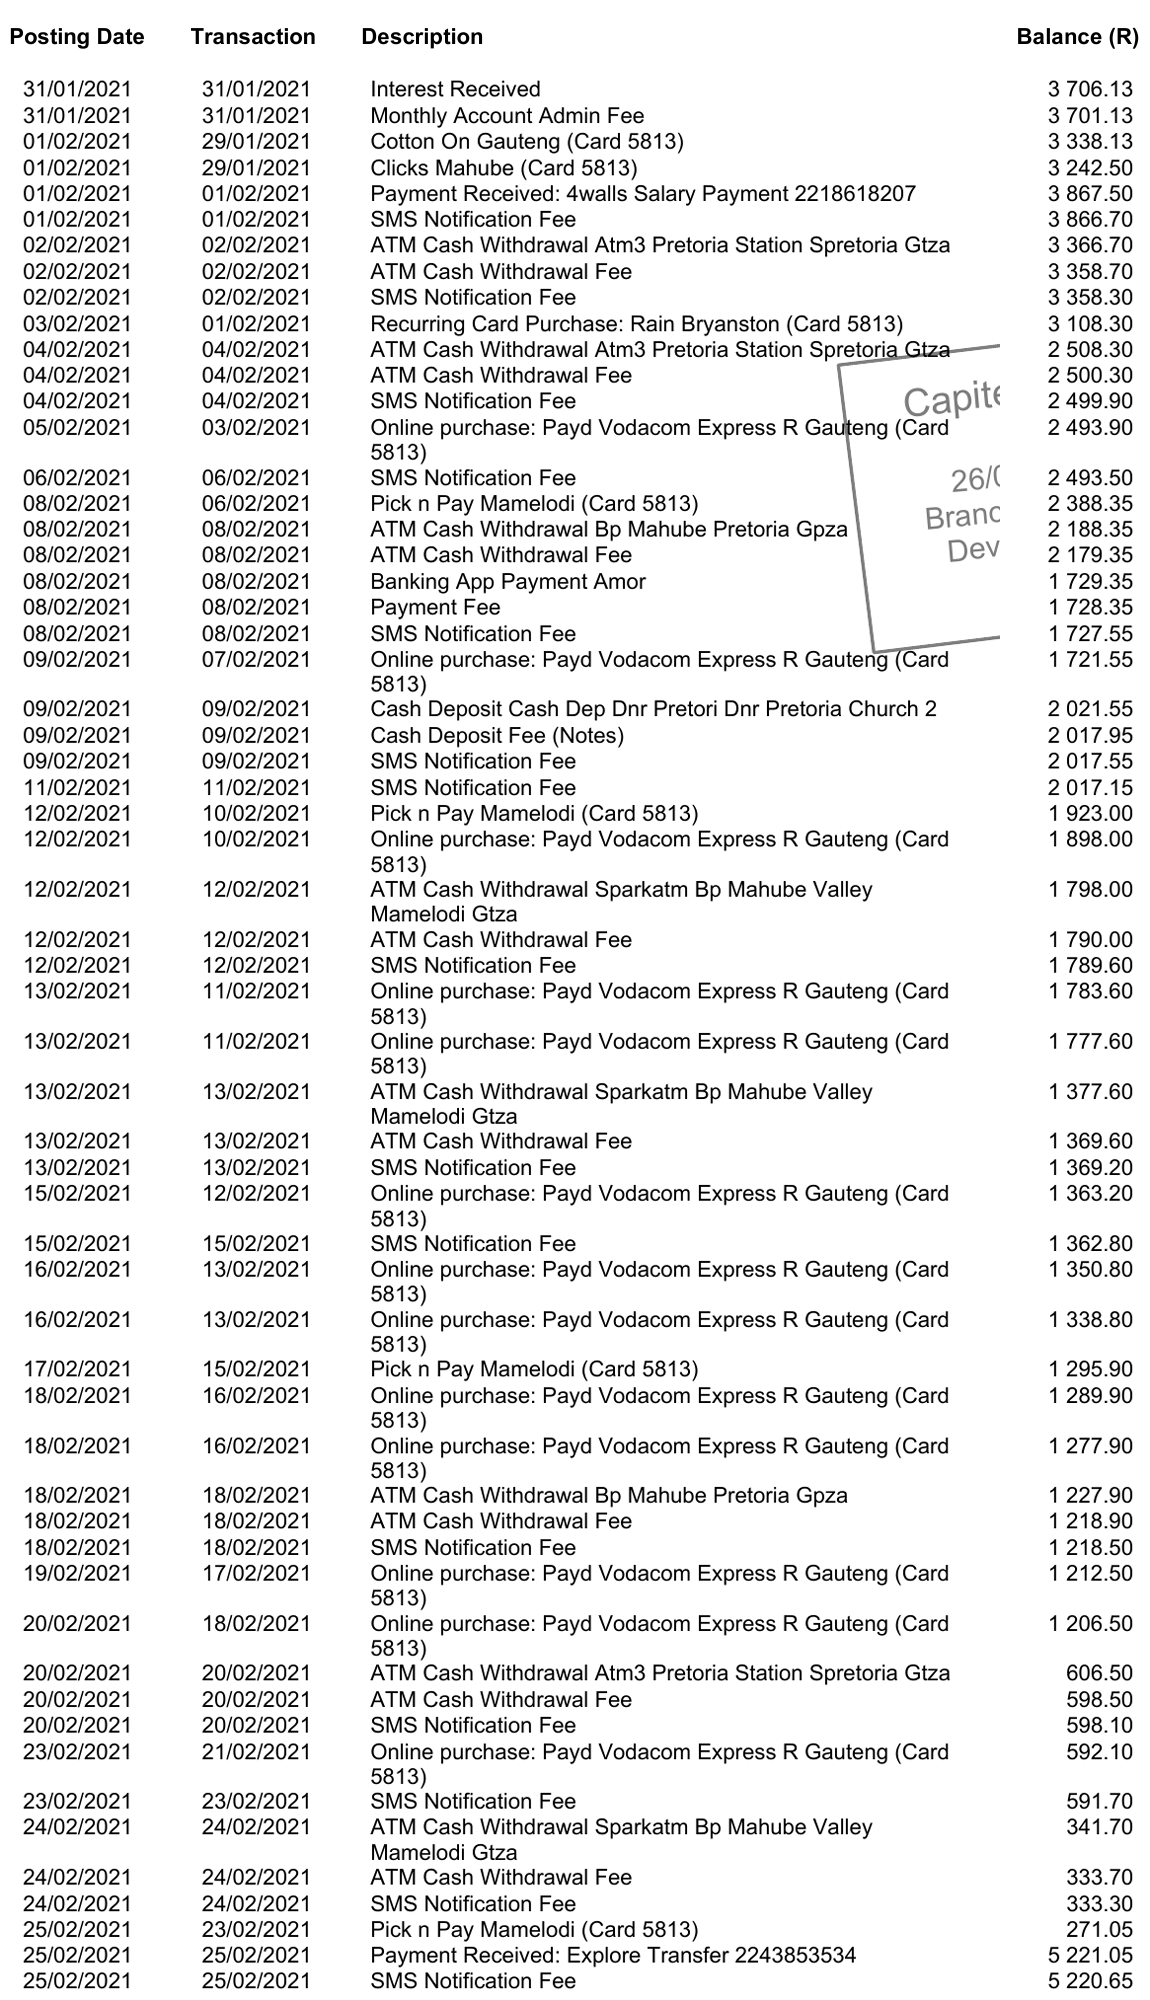 Posting Date Transaction Description Balance (R)
31/01/2021 31/01/2021 Interest Received 3 706.13
31/01/2021 31/01/2021 Monthly Account Admin Fee 3 701.13
01/02/2021 29/01/2021 Cotton On Gauteng (Card 5813) 3 338.13
01/02/2021 29/01/2021 Clicks Mahube (Card 5813) 3 242.50
01/02/2021 01/02/2021 Payment Received: 4walls Salary Payment 2218618207 3 867.50
01/02/2021 01/02/2021 SMS Notification Fee 3 866.70
02/02/2021 02/02/2021 ATM Cash Withdrawal Atm3 Pretoria Station Spretoria Gtza 3 366.70
02/02/2021 02/02/2021 ATM Cash Withdrawal Fee 3 358.70
02/02/2021 02/02/2021 SMS Notification Fee 3 358.30
03/02/2021 01/02/2021 Recurring Card Purchase: Rain Bryanston (Card 5813) 3 108.30
04/02/2021 04/02/2021 ATM Cash Withdrawal Atm3 Pretoria Station Spretoria Gtza 2 508.30
04/02/2021 04/02/2021 ATM Cash Withdrawal Fee 2 500.30
Capite
04/02/2021 04/02/2021 SMS Notification Fee 2 499.90
05/02/2021 03/02/2021 Online purchase: Payd Vodacom Express R Gauteng (Card 2 493.90
5813)
06/02/2021 06/02/2021 SMS Notification Fee 2 493.50
26/0
08/02/2021 06/02/2021 Pick n Pay Mamelodi (Card 5813) 2 388.35
Branc
08/02/2021 08/02/2021 ATM Cash Withdrawal Bp Mahube Pretoria Gpza 2 188.35
08/02/2021 08/02/2021 ATM Cash Withdrawal Fee 2 179.35
Dev
08/02/2021 08/02/2021 Banking App Payment Amor 1 729.35
08/02/2021 08/02/2021 Payment Fee 1 728.35
08/02/2021 08/02/2021 SMS Notification Fee 1 727.55
09/02/2021 07/02/2021 Online purchase: Payd Vodacom Express R Gauteng (Card 1 721.55
5813)
09/02/2021 09/02/2021 Cash Deposit Cash Dep Dnr Pretori Dnr Pretoria Church 2 2 021.55
09/02/2021 09/02/2021 Cash Deposit Fee (Notes) 2 017.95
09/02/2021 09/02/2021 SMS Notification Fee 2 017.55
11/02/2021 11/02/2021 SMS Notification Fee 2 017.15
12/02/2021 10/02/2021 Pick n Pay Mamelodi (Card 5813) 1 923.00
12/02/2021 10/02/2021 Online purchase: Payd Vodacom Express R Gauteng (Card 1 898.00
5813)
12/02/2021 12/02/2021 ATM Cash Withdrawal Sparkatm Bp Mahube Valley 1 798.00
Mamelodi Gtza
12/02/2021 12/02/2021 ATM Cash Withdrawal Fee 1 790.00
12/02/2021 12/02/2021 SMS Notification Fee 1 789.60
13/02/2021 11/02/2021 Online purchase: Payd Vodacom Express R Gauteng (Card 1 783.60
5813)
13/02/2021 11/02/2021 Online purchase: Payd Vodacom Express R Gauteng (Card 1 777.60
5813)
13/02/2021 13/02/2021 ATM Cash Withdrawal Sparkatm Bp Mahube Valley 1 377.60
Mamelodi Gtza
13/02/2021 13/02/2021 ATM Cash Withdrawal Fee 1 369.60
13/02/2021 13/02/2021 SMS Notification Fee 1 369.20
15/02/2021 12/02/2021 Online purchase: Payd Vodacom Express R Gauteng (Card 1 363.20
5813)
15/02/2021 15/02/2021 SMS Notification Fee 1 362.80
16/02/2021 13/02/2021 Online purchase: Payd Vodacom Express R Gauteng (Card 1 350.80
5813)
16/02/2021 13/02/2021 Online purchase: Payd Vodacom Express R Gauteng (Card 1 338.80
5813)
17/02/2021 15/02/2021 Pick n Pay Mamelodi (Card 5813) 1 295.90
18/02/2021 16/02/2021 Online purchase: Payd Vodacom Express R Gauteng (Card 1 289.90
5813)
18/02/2021 16/02/2021 Online purchase: Payd Vodacom Express R Gauteng (Card 1 277.90
5813)
18/02/2021 18/02/2021 ATM Cash Withdrawal Bp Mahube Pretoria Gpza 1 227.90
18/02/2021 18/02/2021 ATM Cash Withdrawal Fee 1 218.90
18/02/2021 18/02/2021 SMS Notification Fee 1 218.50
19/02/2021 17/02/2021 Online purchase: Payd Vodacom Express R Gauteng (Card 1 212.50
5813)
20/02/2021 18/02/2021 Online purchase: Payd Vodacom Express R Gauteng (Card 1 206.50
5813)
20/02/2021 20/02/2021 ATM Cash Withdrawal Atm3 Pretoria Station Spretoria Gtza 606.50
20/02/2021 20/02/2021 ATM Cash Withdrawal Fee 598.50
20/02/2021 20/02/2021 SMS Notification Fee 598.10
23/02/2021 21/02/2021 Online purchase: Payd Vodacom Express R Gauteng (Card 592.10
5813)
23/02/2021 23/02/2021 SMS Notification Fee 591.70
24/02/2021 24/02/2021 ATM Cash Withdrawal Sparkatm Bp Mahube Valley 341.70
Mamelodi Gtza
24/02/2021 24/02/2021 ATM Cash Withdrawal Fee 333.70
24/02/2021 24/02/2021 SMS Notification Fee 333.30
25/02/2021 23/02/2021 Pick n Pay Mamelodi (Card 5813) 271.05
25/02/2021 25/02/2021 Payment Received: Explore Transfer 2243853534 5 221.05
25/02/2021 25/02/2021 SMS Notification Fee 5 220.65